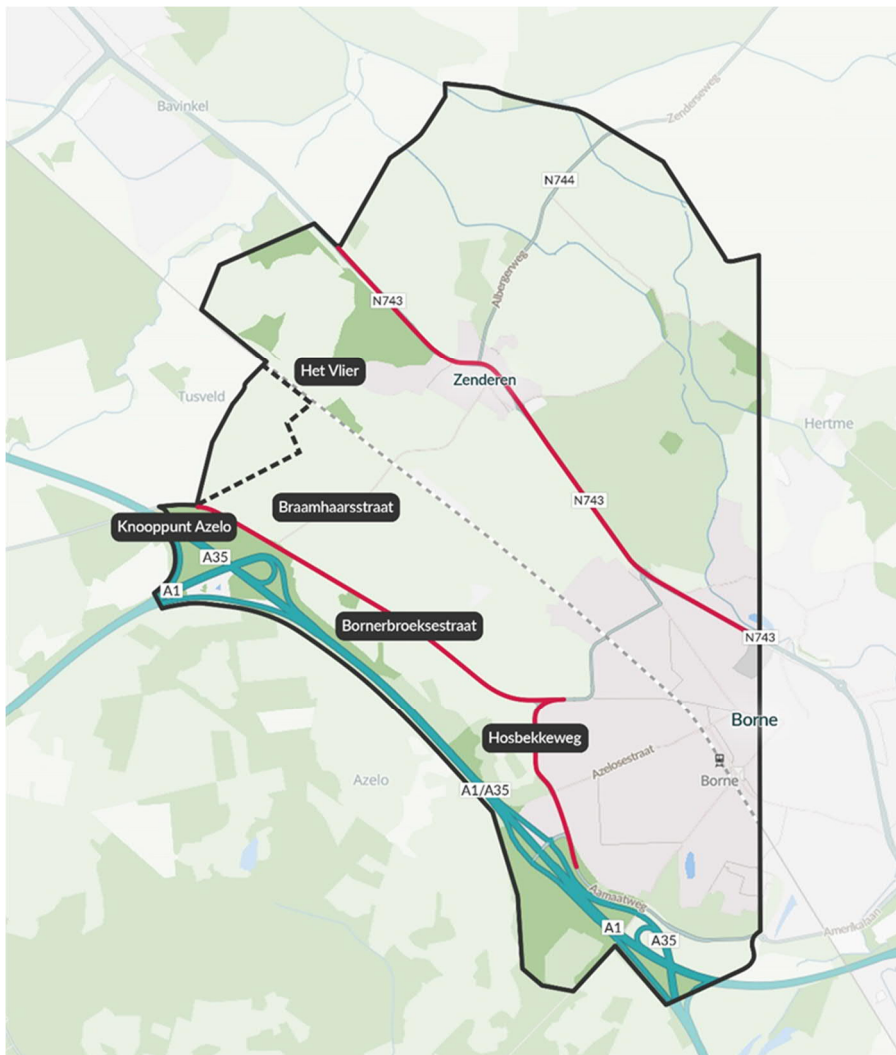 Bavinkel
Zenderseweg
N744
Albergerweg
N743
Het Vlier
Zenderen
Tusveld
Hertme
N743
Braamhaarsstraat
Knooppunt Azelo
A35
A1
Bornerbroeksestraat
N743
Borne
Hosbekkeweg
Azelosestraat
Azelo
Borne
A1/A35
Aamaatweg
Amerikalaan
A1
A35